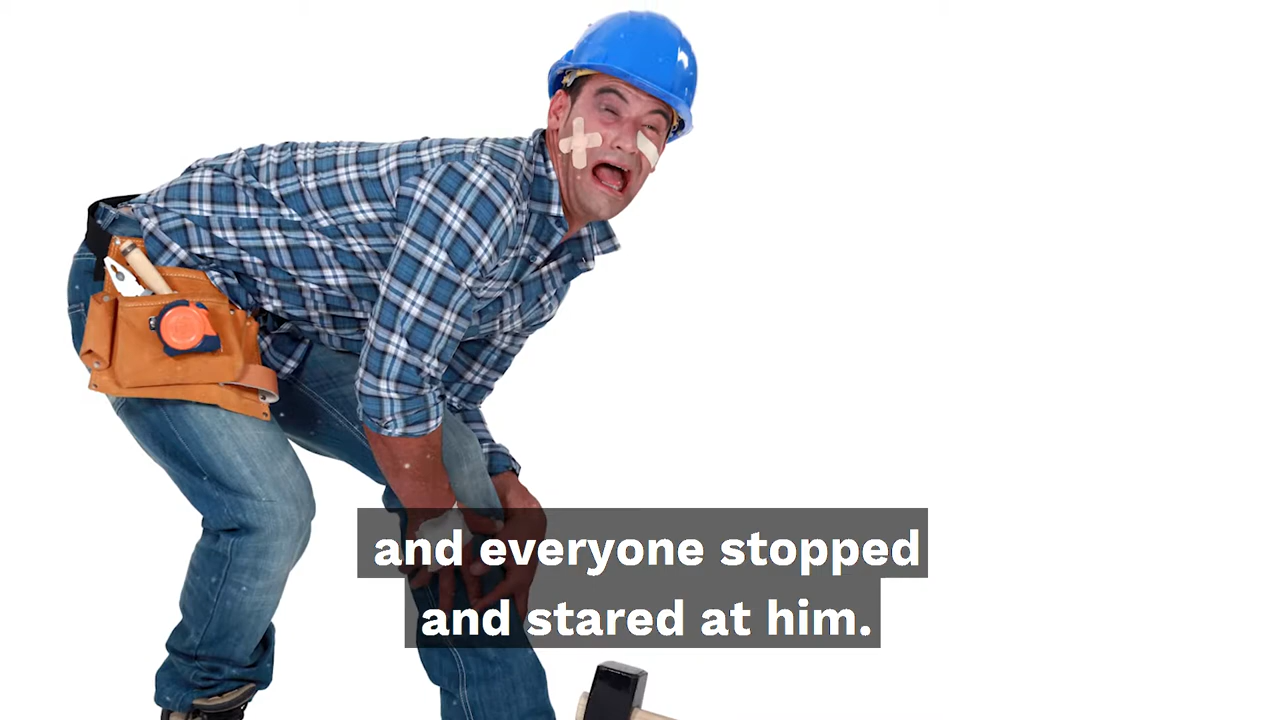 and everyone stopped
and stared at him.